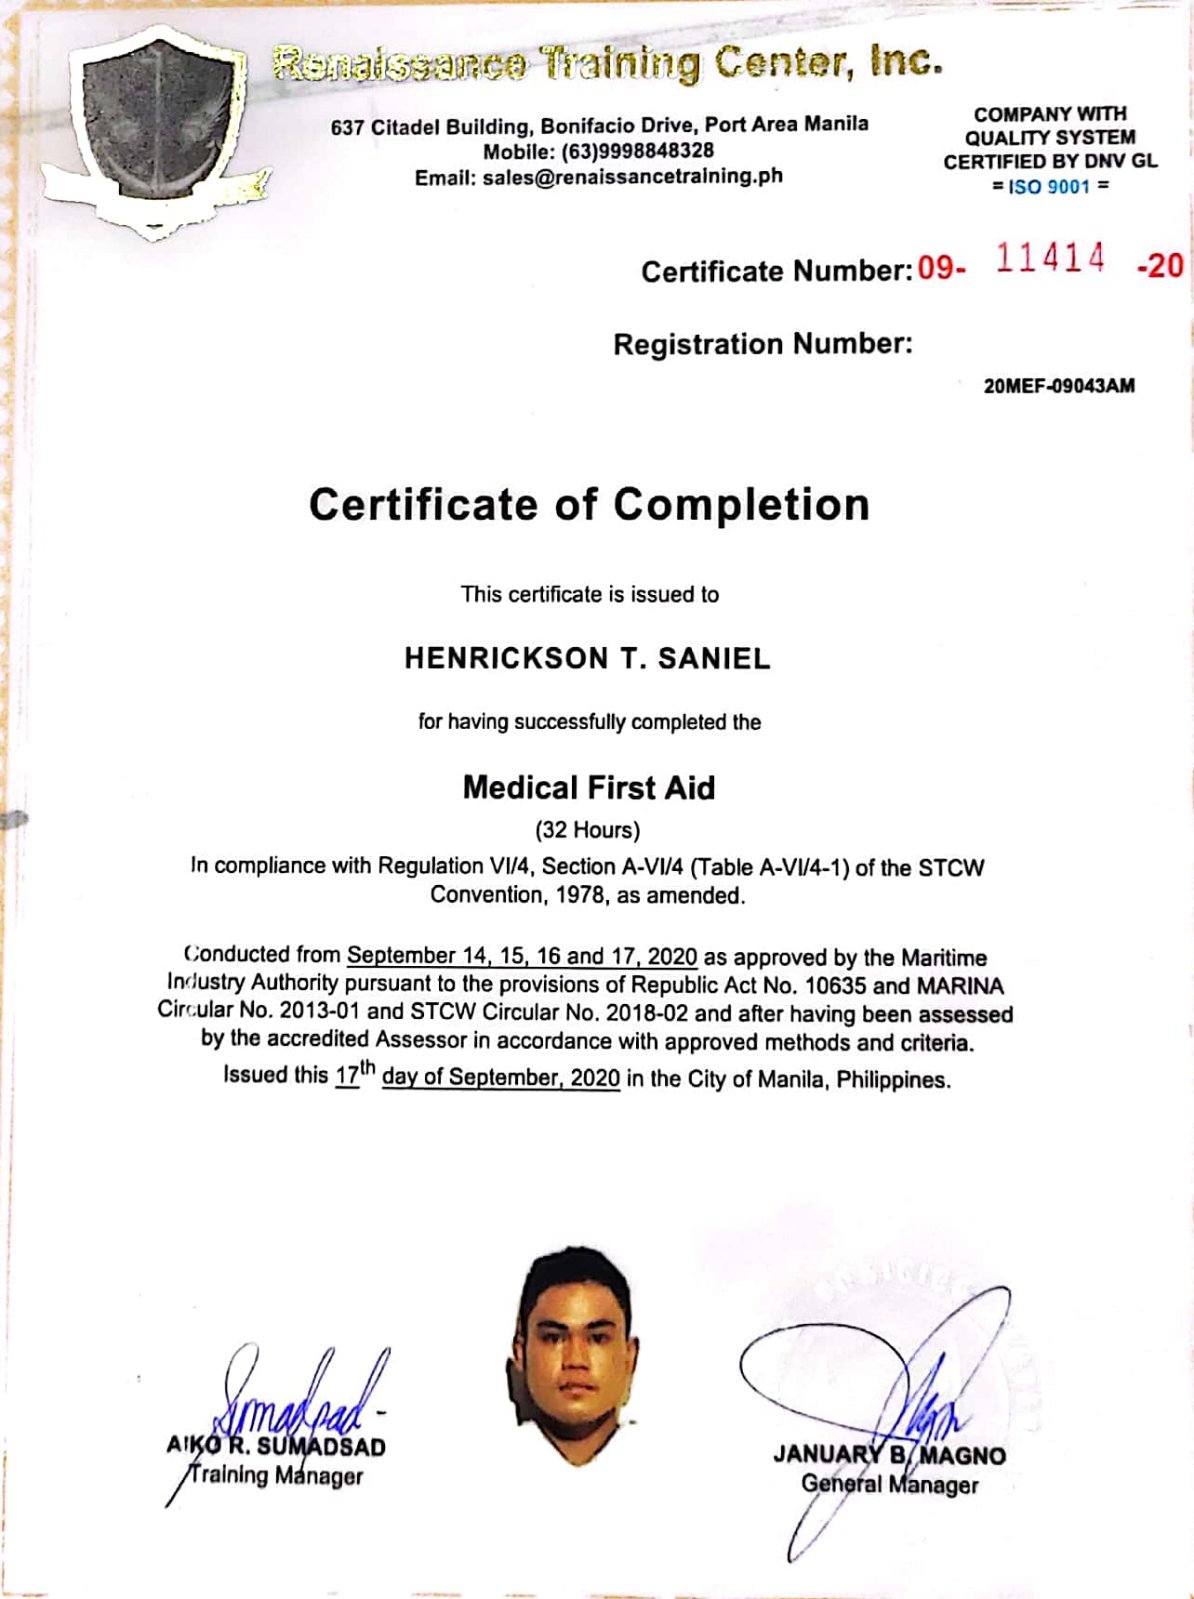 Renaissance Training Center, Inc.
637 Citadel Building, Bonifacio Drive, Port Area Manila
Mobile: (63)9998848328
Email: sales@renaissancetraining.ph
COMPANY WITH
QUALITY SYSTEM
CERTIFIED BY DNV GL
= ISO 9001 =
Certificate Number: 09- 11414 -20
Registration Number:
20MEF-09043AM
Certificate of Completion
This certificate is issued to
HENRICKSON T. SANIEL
for having successfully completed the
Medical First Aid
(32 Hours)
In compliance with Regulation VI/4, Section A-VI/4 (Table A-VI/4-1) of the STCW
Convention, 1978, as amended.
Conducted from September 14, 15, 16 and 17, 2020 as approved by the Maritime
Industry Authority pursuant to the provisions of Republic Act No. 10635 and MARINA
Circular No. 2013-01 and STCW Circular No. 2018-02 and after having been assessed
by the accredited Assessor in accordance with approved methods and criteria.
Issued this 17th day of September, 2020 in the City of Manila, Philippines.
Sumadsad
AIKO R. SUMADSAD
Training Manager
JANUARY B. MAGNO
General Manager